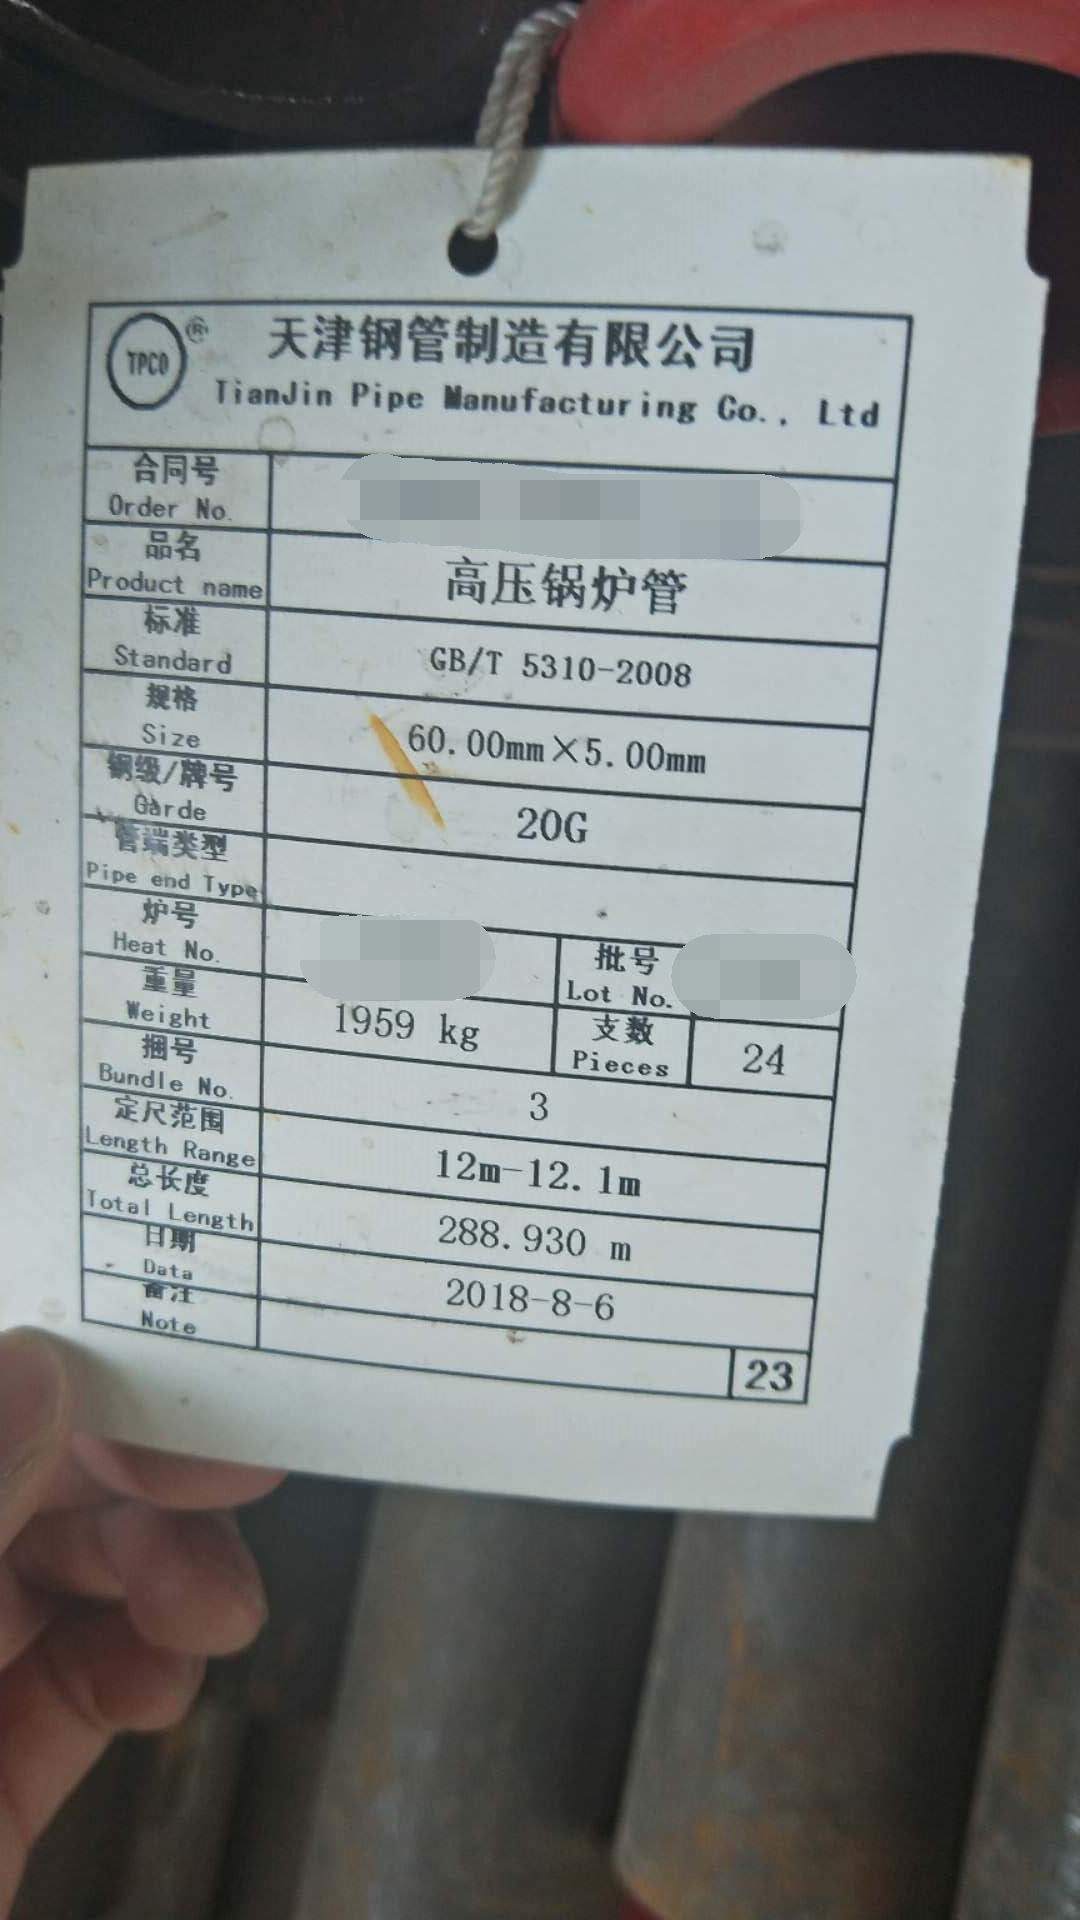 TPCO ® 天津钢管制造有限公司
TianJin Pipe Manufacturing Co., Ltd
合同号
Order No.
品名
Product name
高压锅炉管
标准
Standard
GB/T 5310-2008
规格
Size
60.00mm×5.00mm
钢级/牌号
Garde
20G
管端类型
Pipe end Type
炉号
Heat No.
批号
Lot No.
重量
Weight
1959 kg
支数
Pieces
24
捆号
Bundle No.
3
定尺范围
Length Range
12m-12.1m
总长度
Total Length
288.930 m
日期
Data
2018-8-6
备注
Note
23